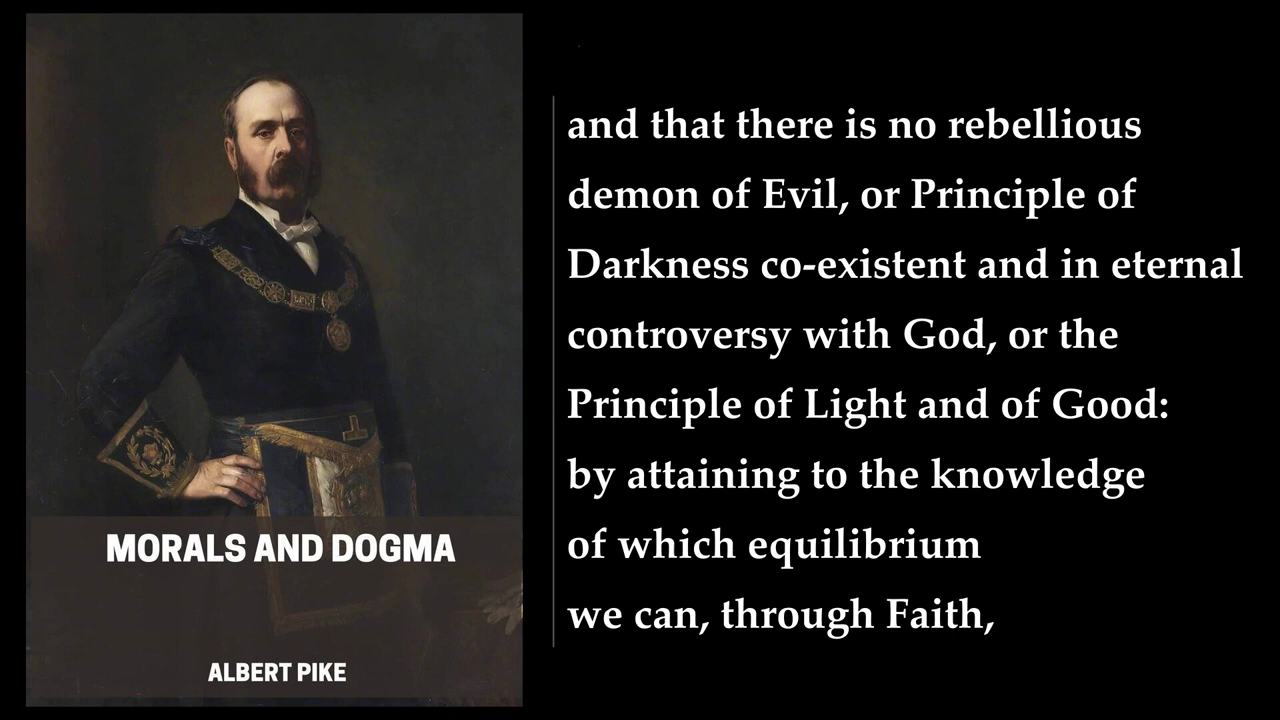 MORALS AND DOGMA
ALBERT PIKE
and that there is no rebellious
demon of Evil, or Principle of
Darkness co-existent and in eternal
controversy with God, or the
Principle of Light and of Good:
by attaining to the knowledge
of which equilibrium
we can, through Faith,